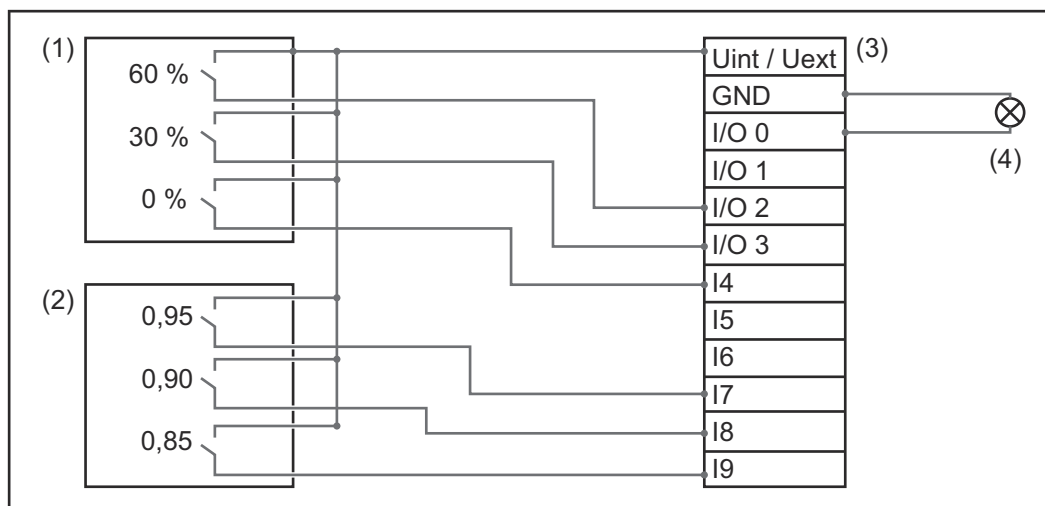 (1)
60 %
30 %
0 %
(2)
0,95
0,90
0,85
(3)
Uint / Uext
GND
I/O 0
I/O 1
I/O 2
I/O 3
I4
I5
I6
I7
I8
I9
(4)